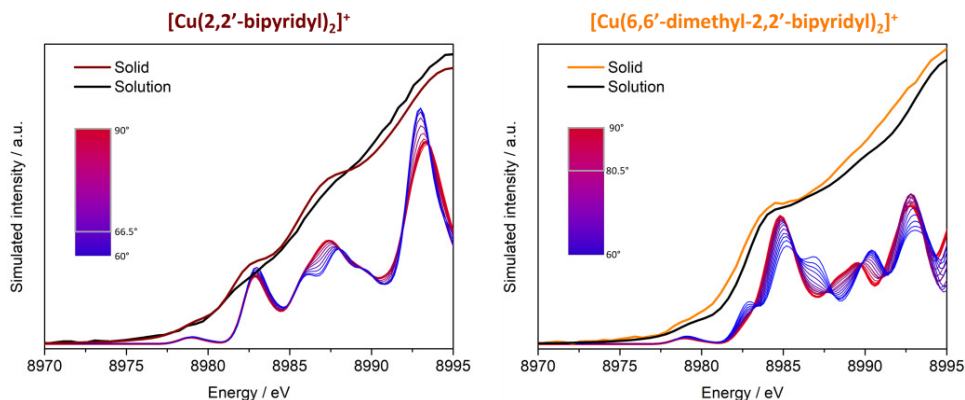 [Cu(2,2’-bipyridyl)₂]⁺
Simulated intensity / a.u.
Solid
Solution
90°
66.5°
60°
8970 8975 8980 8985 8990 8995
Energy / eV
[Cu(6,6’-dimethyl-2,2’-bipyridyl)₂]⁺
Simulated intensity / a.u.
Solid
Solution
90°
80.5°
60°
8970 8975 8980 8985 8990 8995
Energy / eV